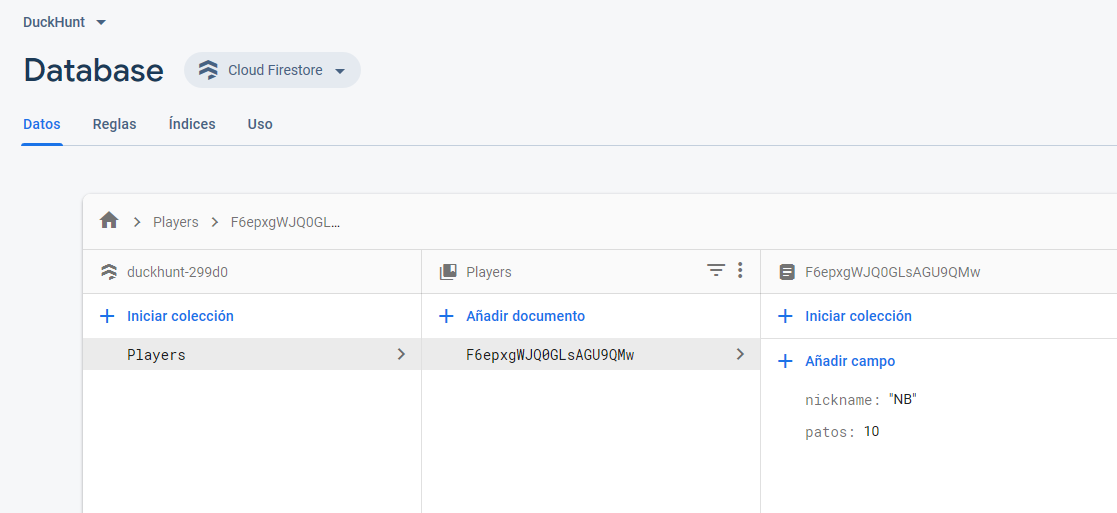 DuckHunt
Database
Cloud Firestore
Datos
Reglas
Índices
Uso
Players
F6epxgWJQ0GL...
duckhunt-299d0
Players
F6epxgWJQ0GLsAGU9QMw
Iniciar colección
Añadir documento
Iniciar colección
Players
F6epxgWJQ0GLsAGU9QMw
Añadir campo
nickname: "NB"
patos: 10